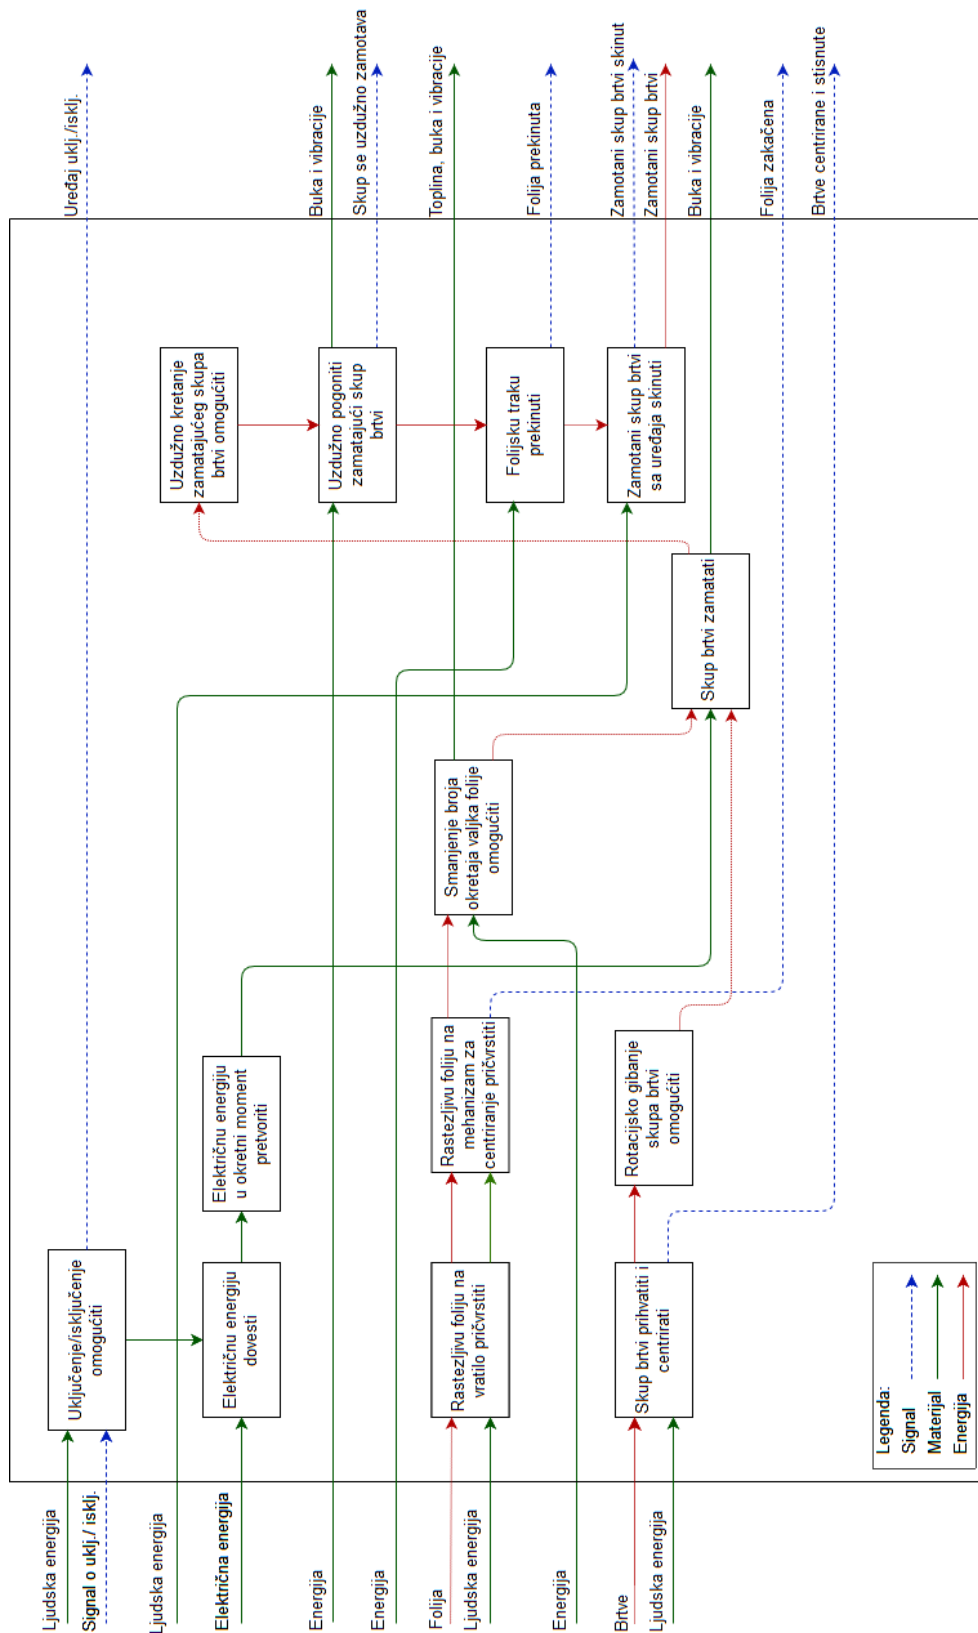 Ljudska energija
Signal o uklj./ isklj.
Ljudska energija
Električna energija
Energija
Energija
Folija
Ljudska energija
Energija
Brtve
Ljudska energija
Uključenje/isključenje
omogućiti
Električnu energiju
dovesti
Električnu energiju
u okretni moment
pretvoriti
Rastezljivu foliju na
vratilo pričvrstiti
Rastezljivu foliju na
mehanizam za
centriranje pričvrstiti
Skup brtvi prihvatiti i
centrirati
Rotacijsko gibanje
skupa brtvi
omogućiti
Smanjenje broja
okretaja valjka folije
omogućiti
Skup brtvi zamatati
Uzdužno kretanje
zamatajućeg skupa
brtvi omogućiti
Uzdužno pogoniti
zamatajući skup
brtvi
Folijsku traku
prekinuti
Zamotani skup brtvi
sa uređaja skinuti
Uređaj uklj./isklj.
Buka i vibracije
Skup se uzdužno zamotava
Toplina, buka i vibracije
Folija prekinuta
Zamotani skup brtvi skinut
Zamotani skup brtvi
Buka i vibracije
Folija zakačena
Brtve centrirane i stisnute
Legenda:
Signal
Materijal
Energija